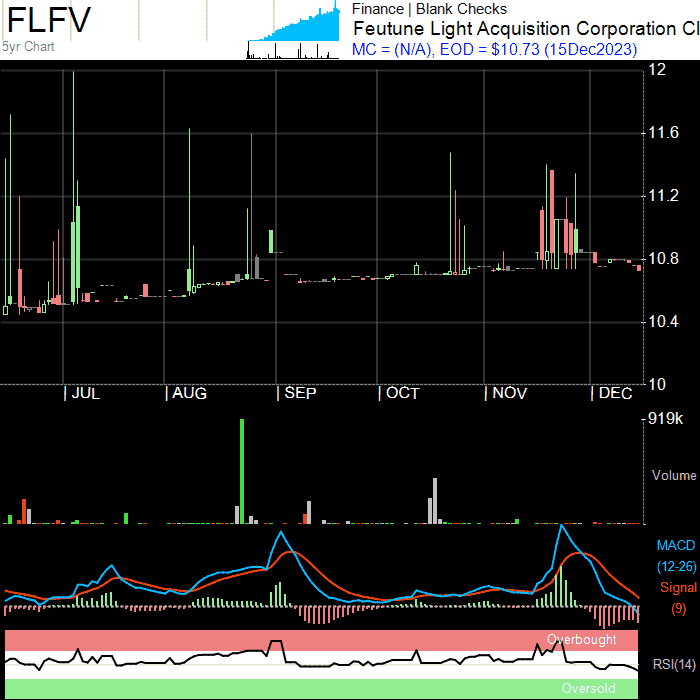 FLFV
5yr Chart
Finance | Blank Checks
Feutune Light Acquisition Corporation Cl
MC = (N/A), EOD = $10.73 (15Dec2023)
12
11.6
11.2
10.8
10.4
10
JUL AUG SEP OCT NOV DEC
919k
Volume
MACD
(12-26)
Signal
(9)
Overbought
RSI(14)
Oversold